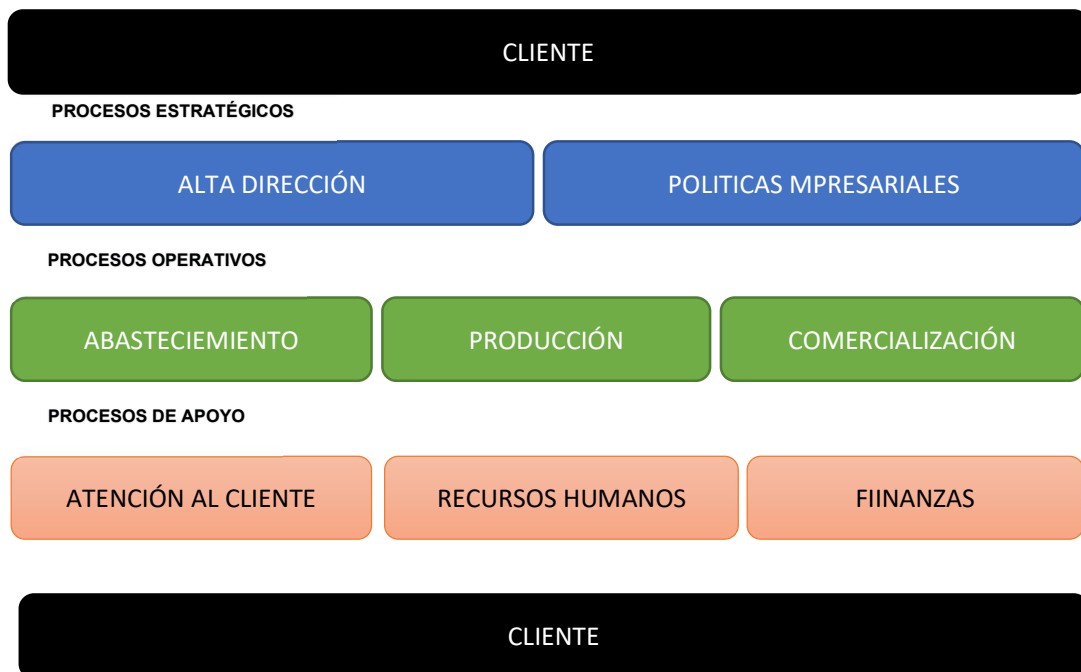 CLIENTE
PROCESOS ESTRATÉGICOS
ALTA DIRECCIÓN
POLITICAS MPRESARIALES
PROCESOS OPERATIVOS
ABASTECIEMIENTO
PRODUCCIÓN
COMERCIALIZACIÓN
PROCESOS DE APOYO
ATENCIÓN AL CLIENTE
RECURSOS HUMANOS
FIINANZAS
CLIENTE